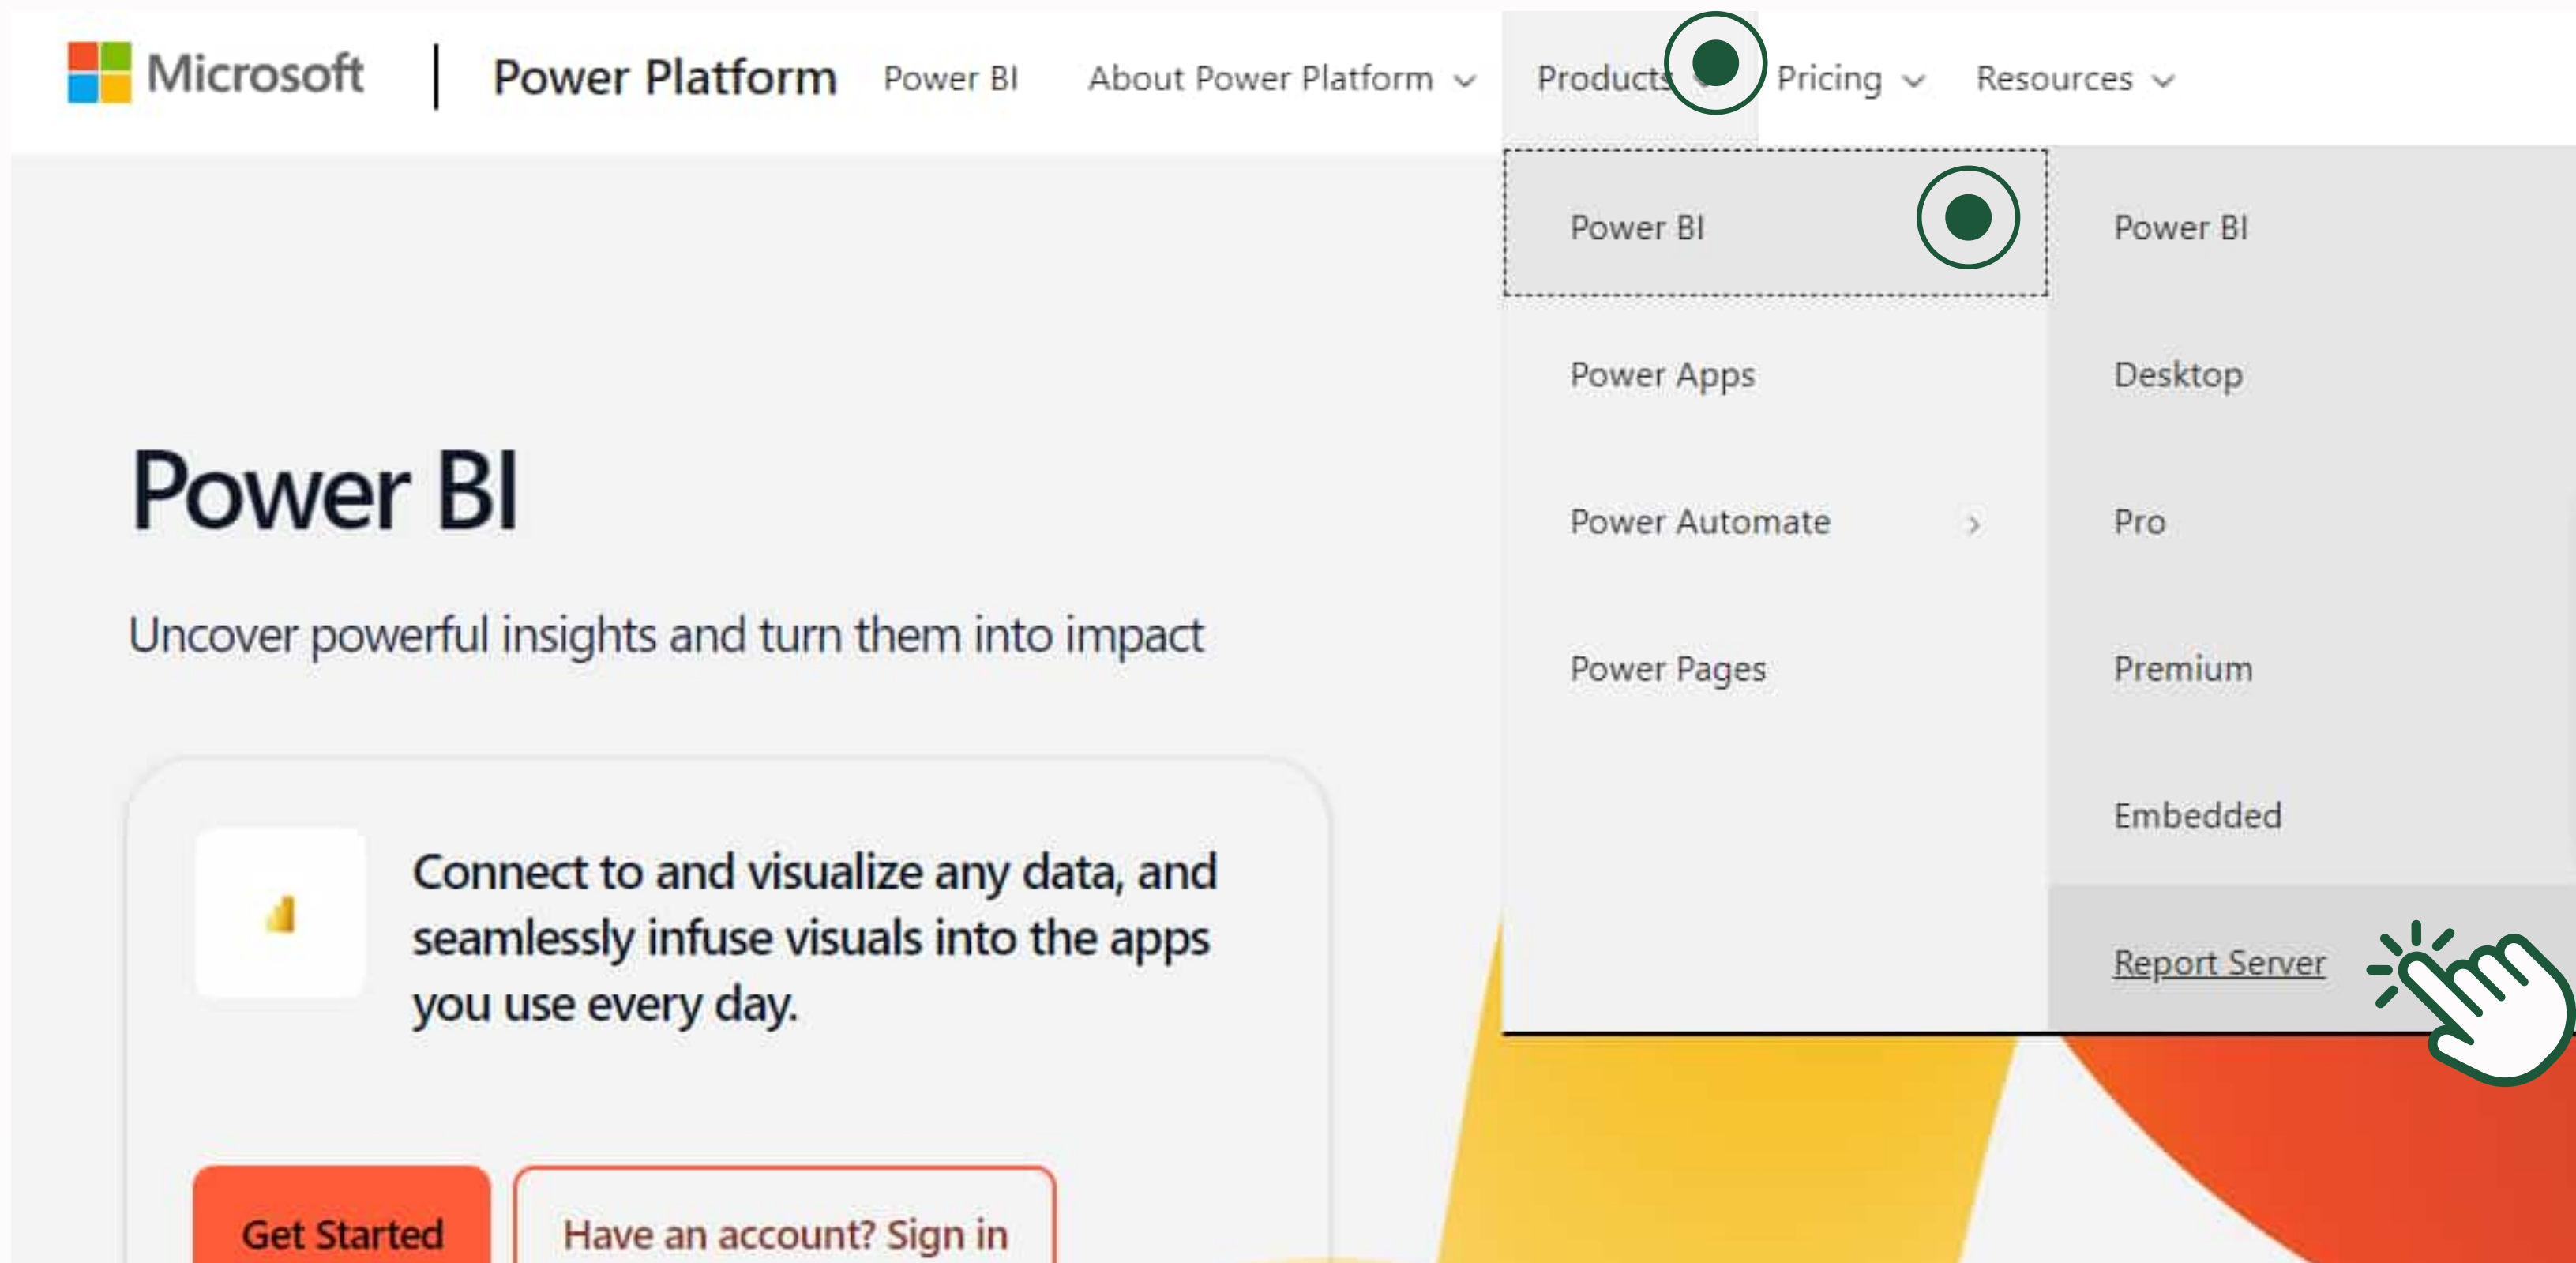 Microsoft
Power Platform Power BI About Power Platform Products Pricing Resources
Power BI
Power Apps
Power Automate
Power Pages
Power BI
Desktop
Pro
Premium
Embedded
Report Server
Power BI
Uncover powerful insights and turn them into impact
Connect to and visualize any data, and
seamlessly infuse visuals into the apps
you use every day.
Get Started
Have an account? Sign in